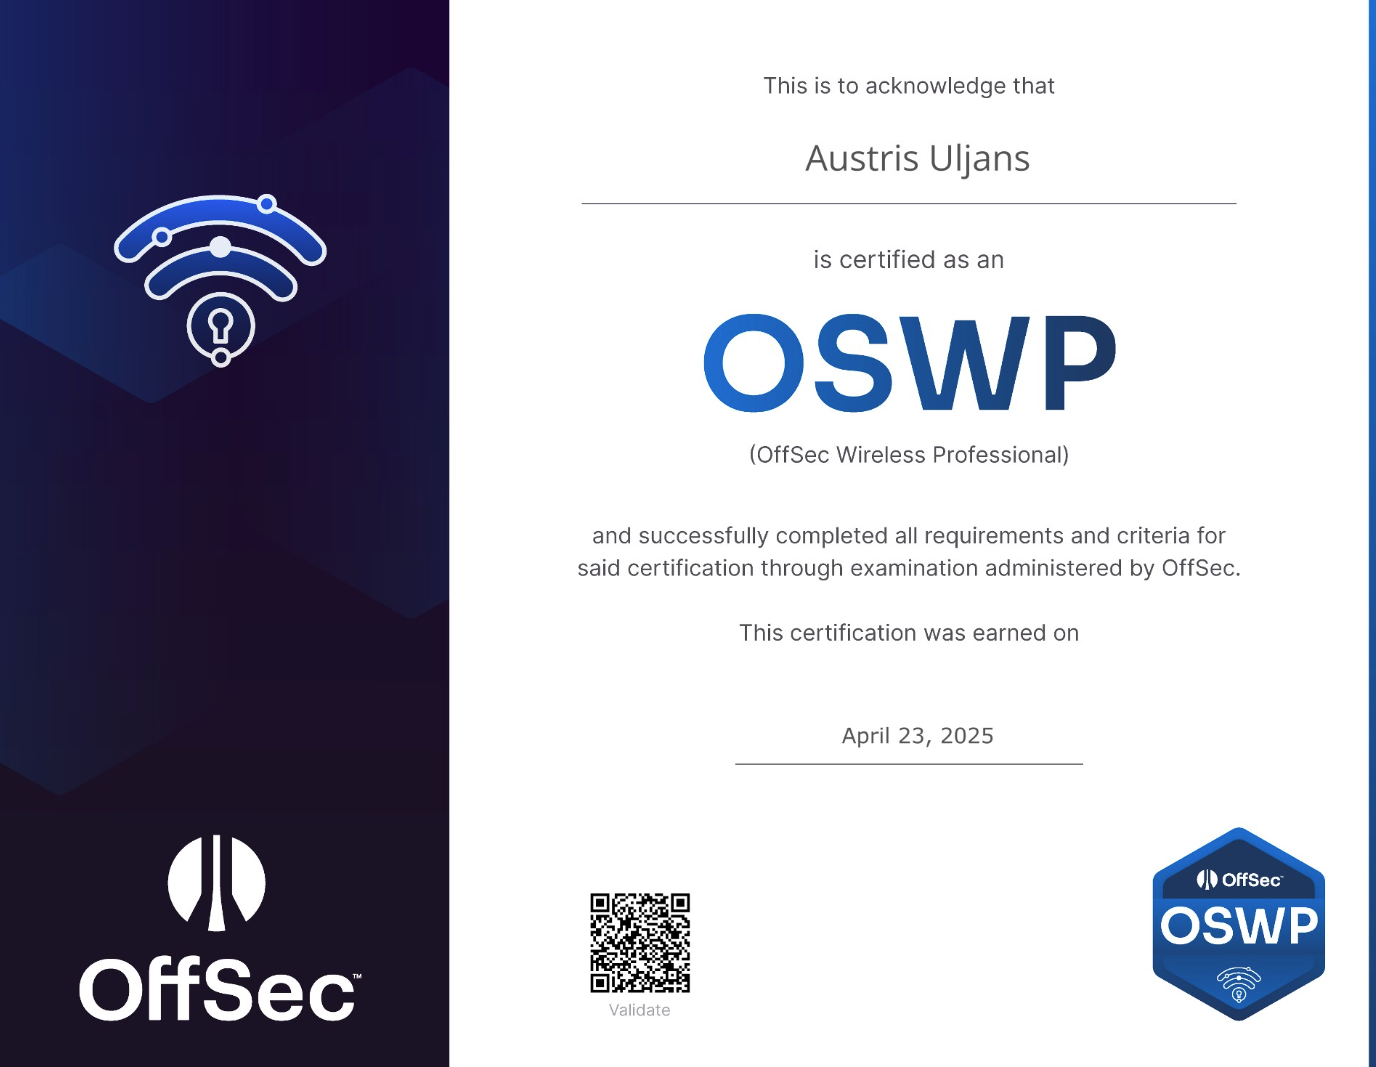 This is to acknowledge that
Austris Uljans
is certified as an
OSWP
(OffSec Wireless Professional)
and successfully completed all requirements and criteria for
said certification through examination administered by OffSec.
This certification was earned on
April 23, 2025
OffSec™
Validate
OffSec™
OSWP